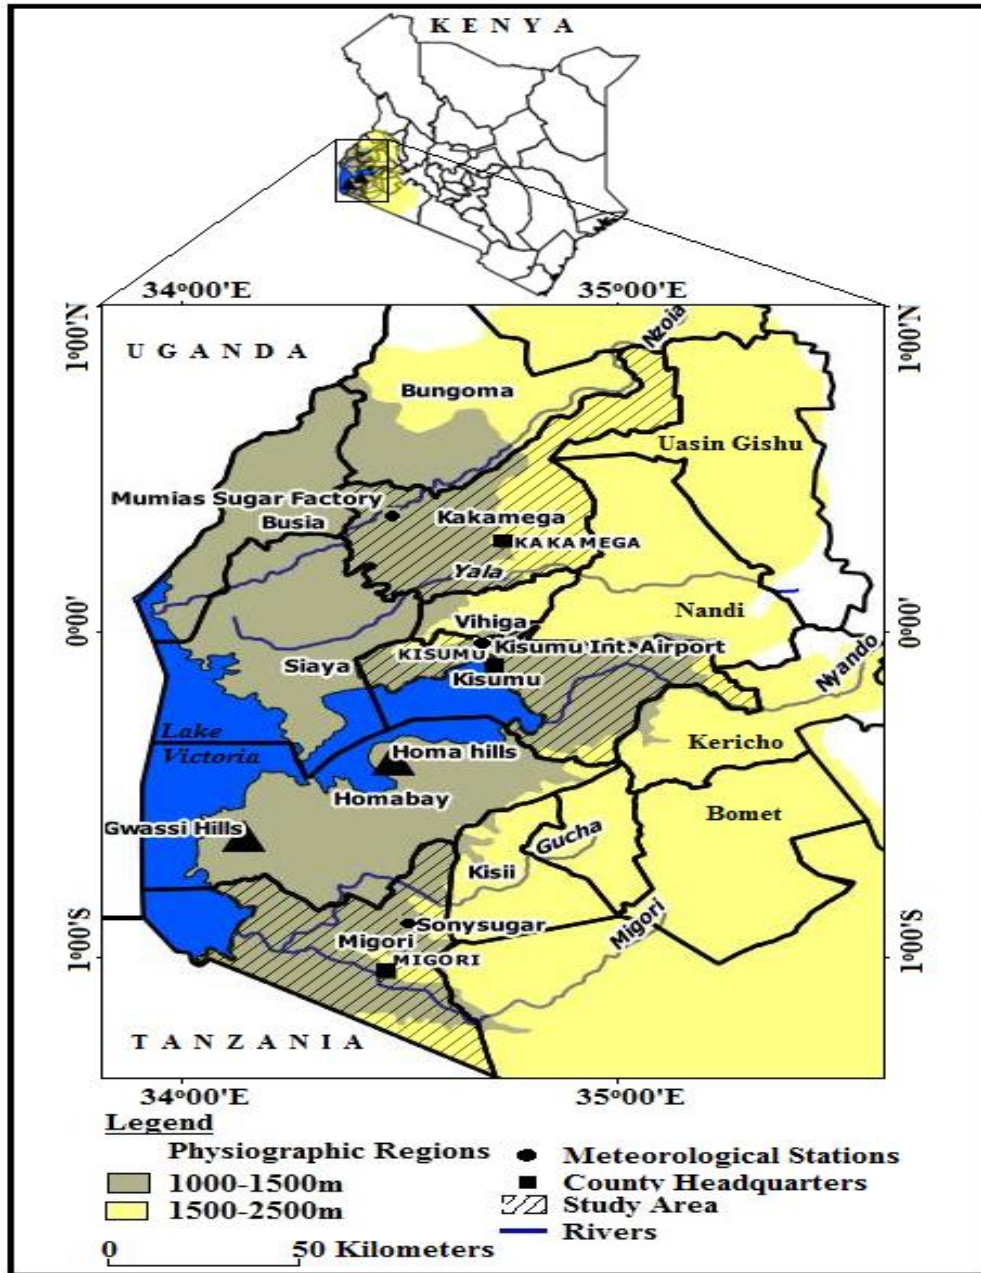 KENYA
34°00'E 35°00'E
1°00'N 1°00'N
UGANDA
Nzoia
Bungoma
Uasin Gishu
Mumias Sugar Factory
Busia
Kakamega
KAKAMEGA
Yala
0°00' 0°00'
Nandi
Vihiga
KISUMU Kisumu Int. Airport
Siaya
Kisumu
Nyando
Lake
Victoria
Kericho
Homa hills
Homabay
Bomet
Gwassi Hills
Gucha
Kisii
Sonysugar
Migori
Migori
MIGORI
1°00'S 1°00'S
TANZANIA
34°00'E 35°00'E
Legend
Physiographic Regions
1000-1500m
1500-2500m
0 50 Kilometers
Meteorological Stations
County Headquarters
Study Area
Rivers